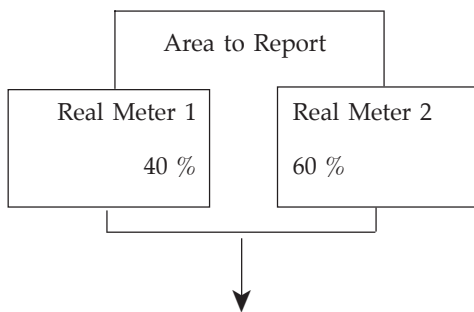 Area to Report
Real Meter 1
40 %
Real Meter 2
60 %